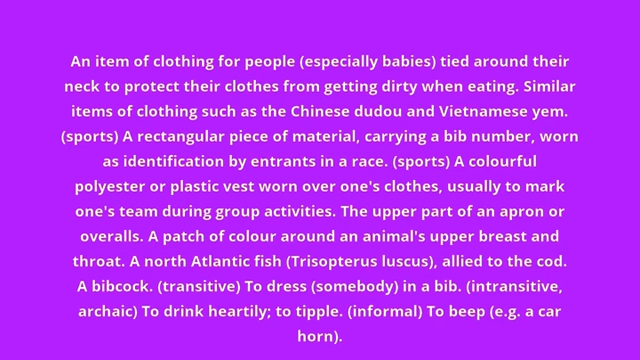 An item of clothing for people (especially babies) tied around their
neck to protect their clothes from getting dirty when eating. Similar
items of clothing such as the Chinese dudou and Vietnamese yem.
(sports) A rectangular piece of material, carrying a bib number, worn
as identification by entrants in a race. (sports) A colourful
polyester or plastic vest worn over one's clothes, usually to mark
one's team during group activities. The upper part of an apron or
overalls. A patch of colour around an animal's upper breast and
throat. A north Atlantic fish (Trisopterus luscus), allied to the cod.
A bibcock. (transitive) To dress (somebody) in a bib. (intransitive,
archaic) To drink heartily; to tipple. (informal) To beep (e.g. a car
horn).